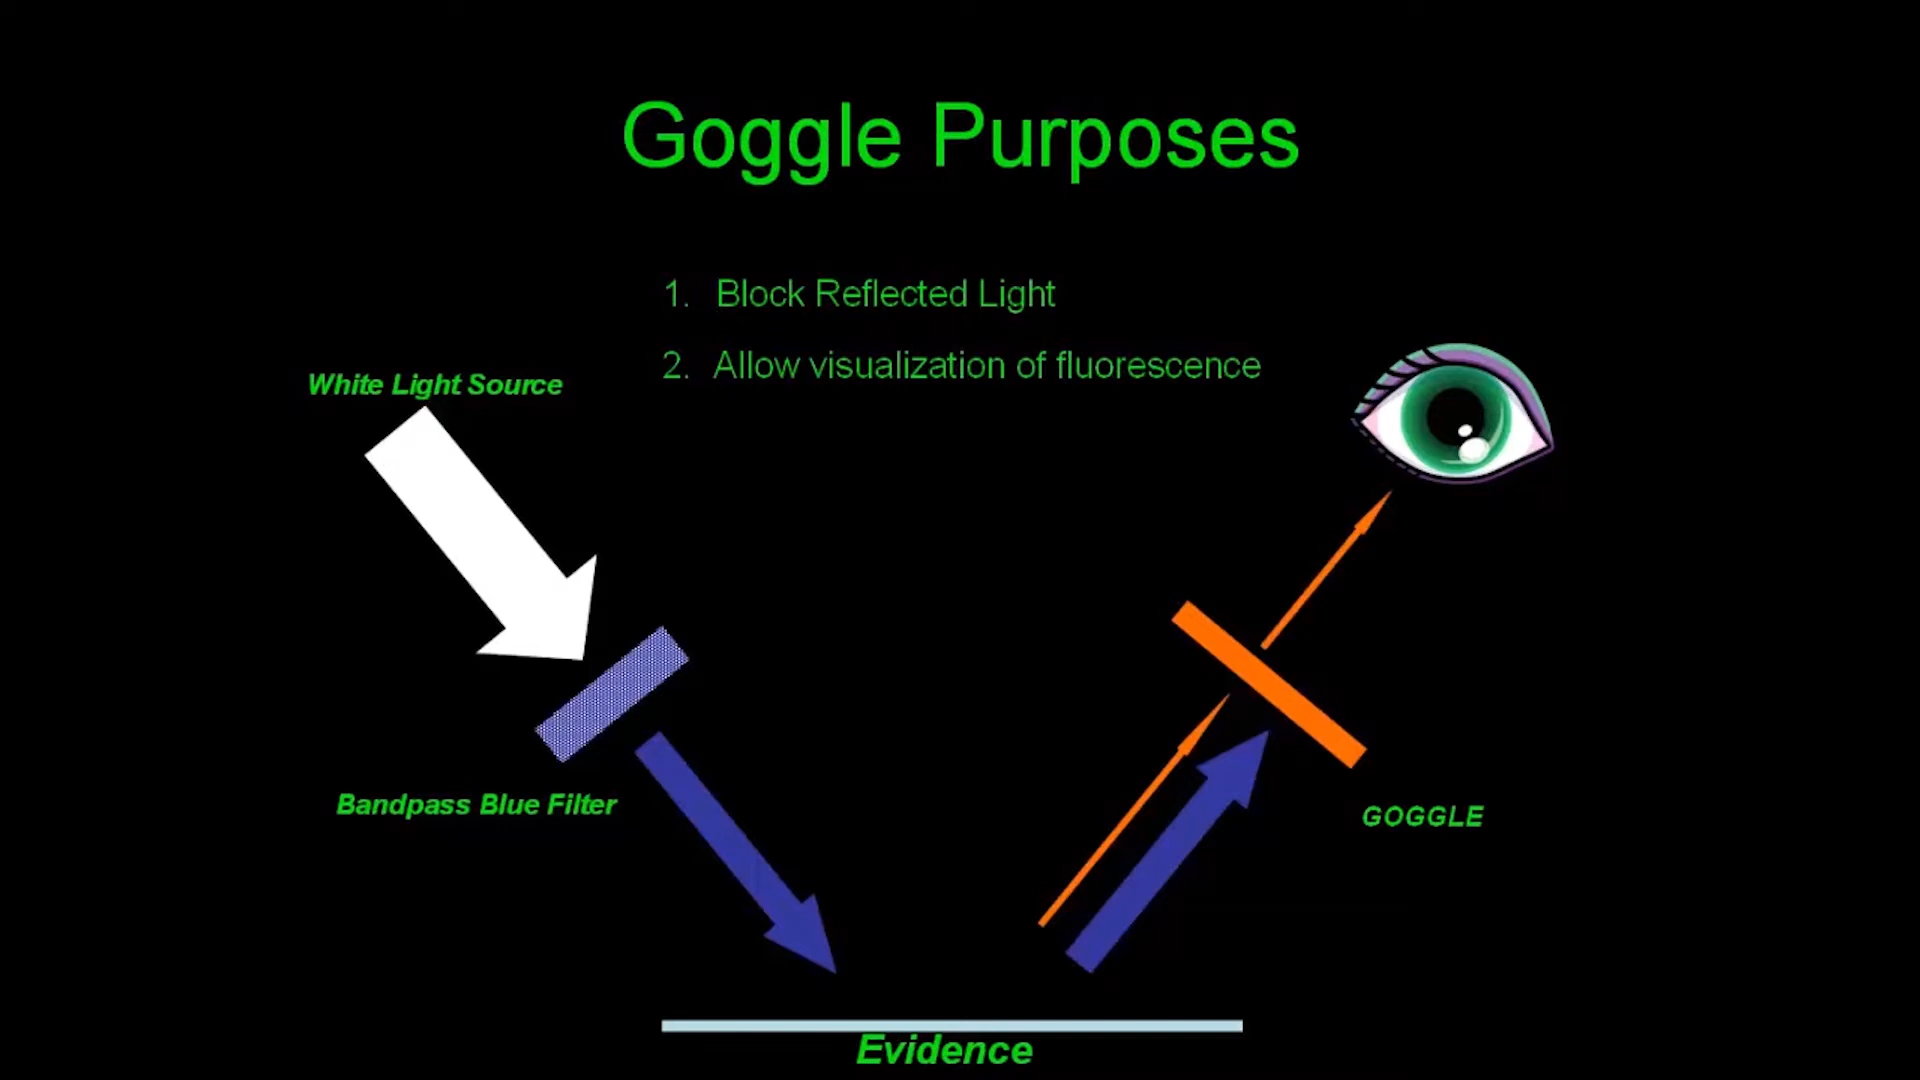 Goggle Purposes
1. Block Reflected Light
2. Allow visualization of fluorescence
White Light Source
Bandpass Blue Filter
GOGGLE
Evidence